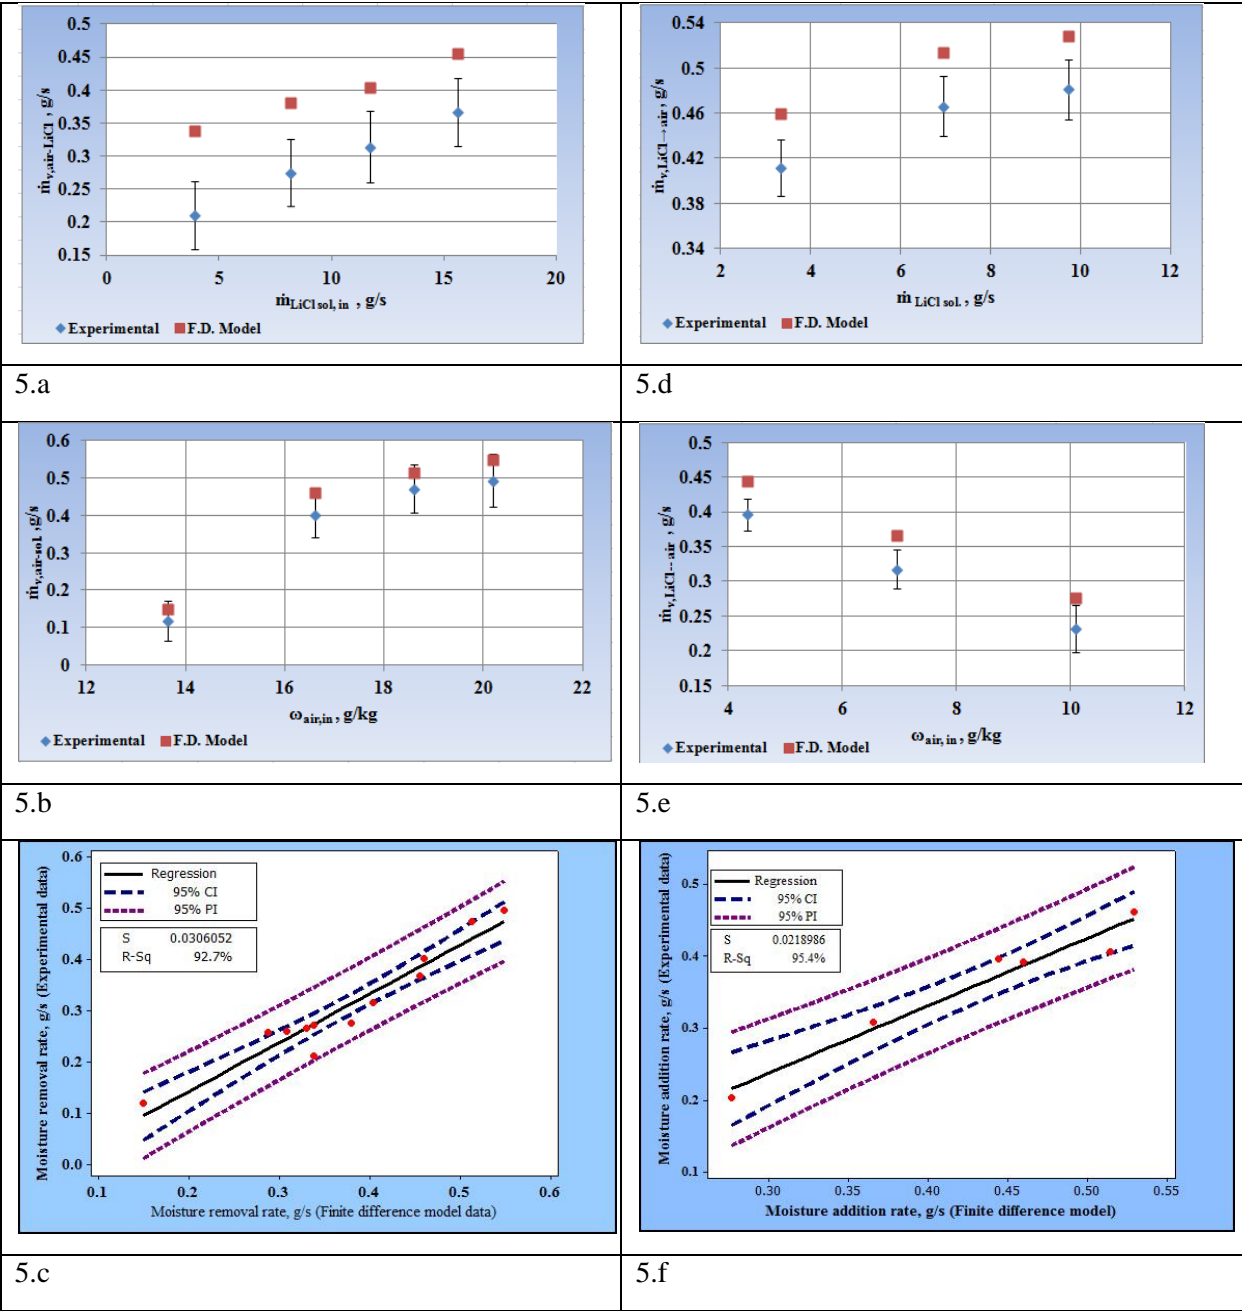 0.5
0.45
0.4
0.35
0.3
0.25
0.2
0.15
ṁv,air-LiCl , g/s
0 5 10 15 20
ṁLiCl sol, in , g/s
Experimental F.D. Model
0.54
0.5
0.46
0.42
0.38
0.34
ṁv,LiCl→air, g/s
2 4 6 8 10 12
ṁ LiCl sol. , g/s
Experimental F.D. Model
5.a
5.d
0.6
0.5
0.4
0.3
0.2
0.1
0
ṁv,air-sol. ,g/s
12 14 16 18 20 22
ωair,in , g/kg
Experimental F.D. Model
0.5
0.45
0.4
0.35
0.3
0.25
0.2
0.15
ṁv,LiCl-- air , g/s
4 6 8 10 12
ωair, in , g/kg
Experimental F.D. Model
5.b
5.e
Moisture removal rate, g/s (Experimental data)
0.6
0.5
0.4
0.3
0.2
0.1
0.0
Regression
95% CI
95% PI
S 0.0306052
R-Sq 92.7%
0.1 0.2 0.3 0.4 0.5 0.6
Moisture removal rate, g/s (Finite difference model data)
Moisture addition rate, g/s (Experimental data)
0.5
0.4
0.3
0.2
0.1
Regression
95% CI
95% PI
S 0.0218986
R-Sq 95.4%
0.30 0.35 0.40 0.45 0.50 0.55
Moisture addition rate, g/s (Finite difference model)
5.c
5.f